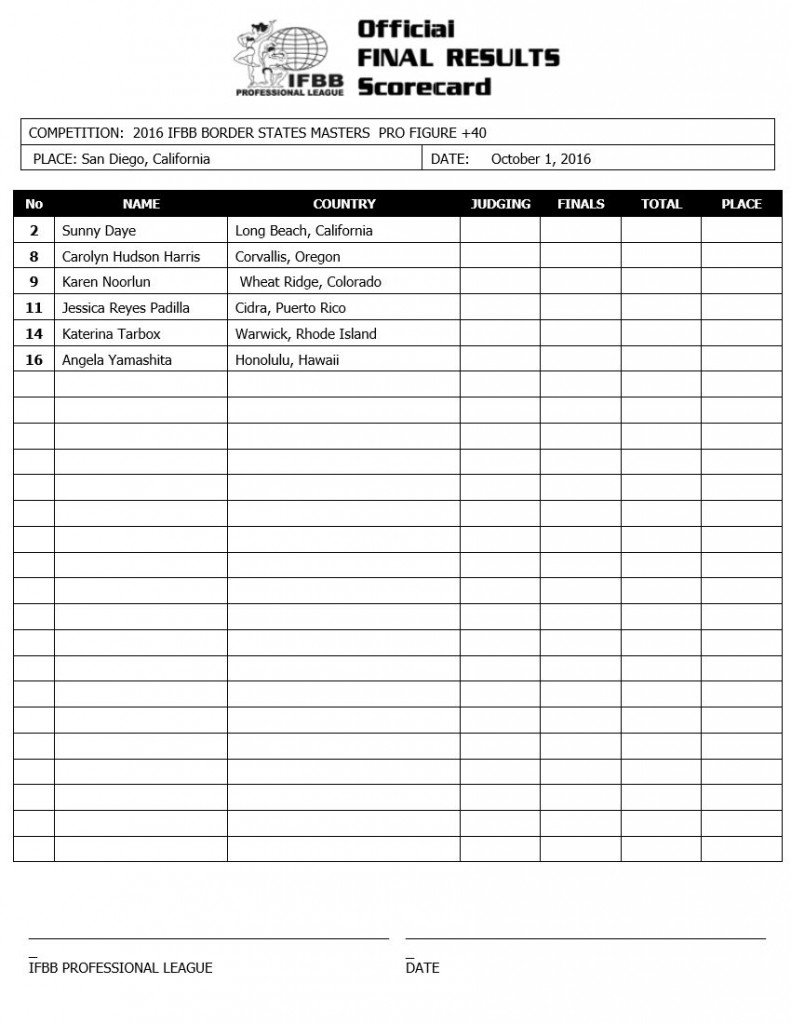 Official
FINAL RESULTS
Scorecard
IFBB
PROFESSIONAL LEAGUE
COMPETITION: 2016 IFBB BORDER STATES MASTERS PRO FIGURE +40
PLACE: San Diego, California DATE: October 1, 2016
No NAME COUNTRY JUDGING FINALS TOTAL PLACE
2 Sunny Daye Long Beach, California
8 Carolyn Hudson Harris Corvallis, Oregon
9 Karen Noorlun Wheat Ridge, Colorado
11 Jessica Reyes Padilla Cidra, Puerto Rico
14 Katerina Tarbox Warwick, Rhode Island
16 Angela Yamashita Honolulu, Hawaii
IFBB PROFESSIONAL LEAGUE DATE